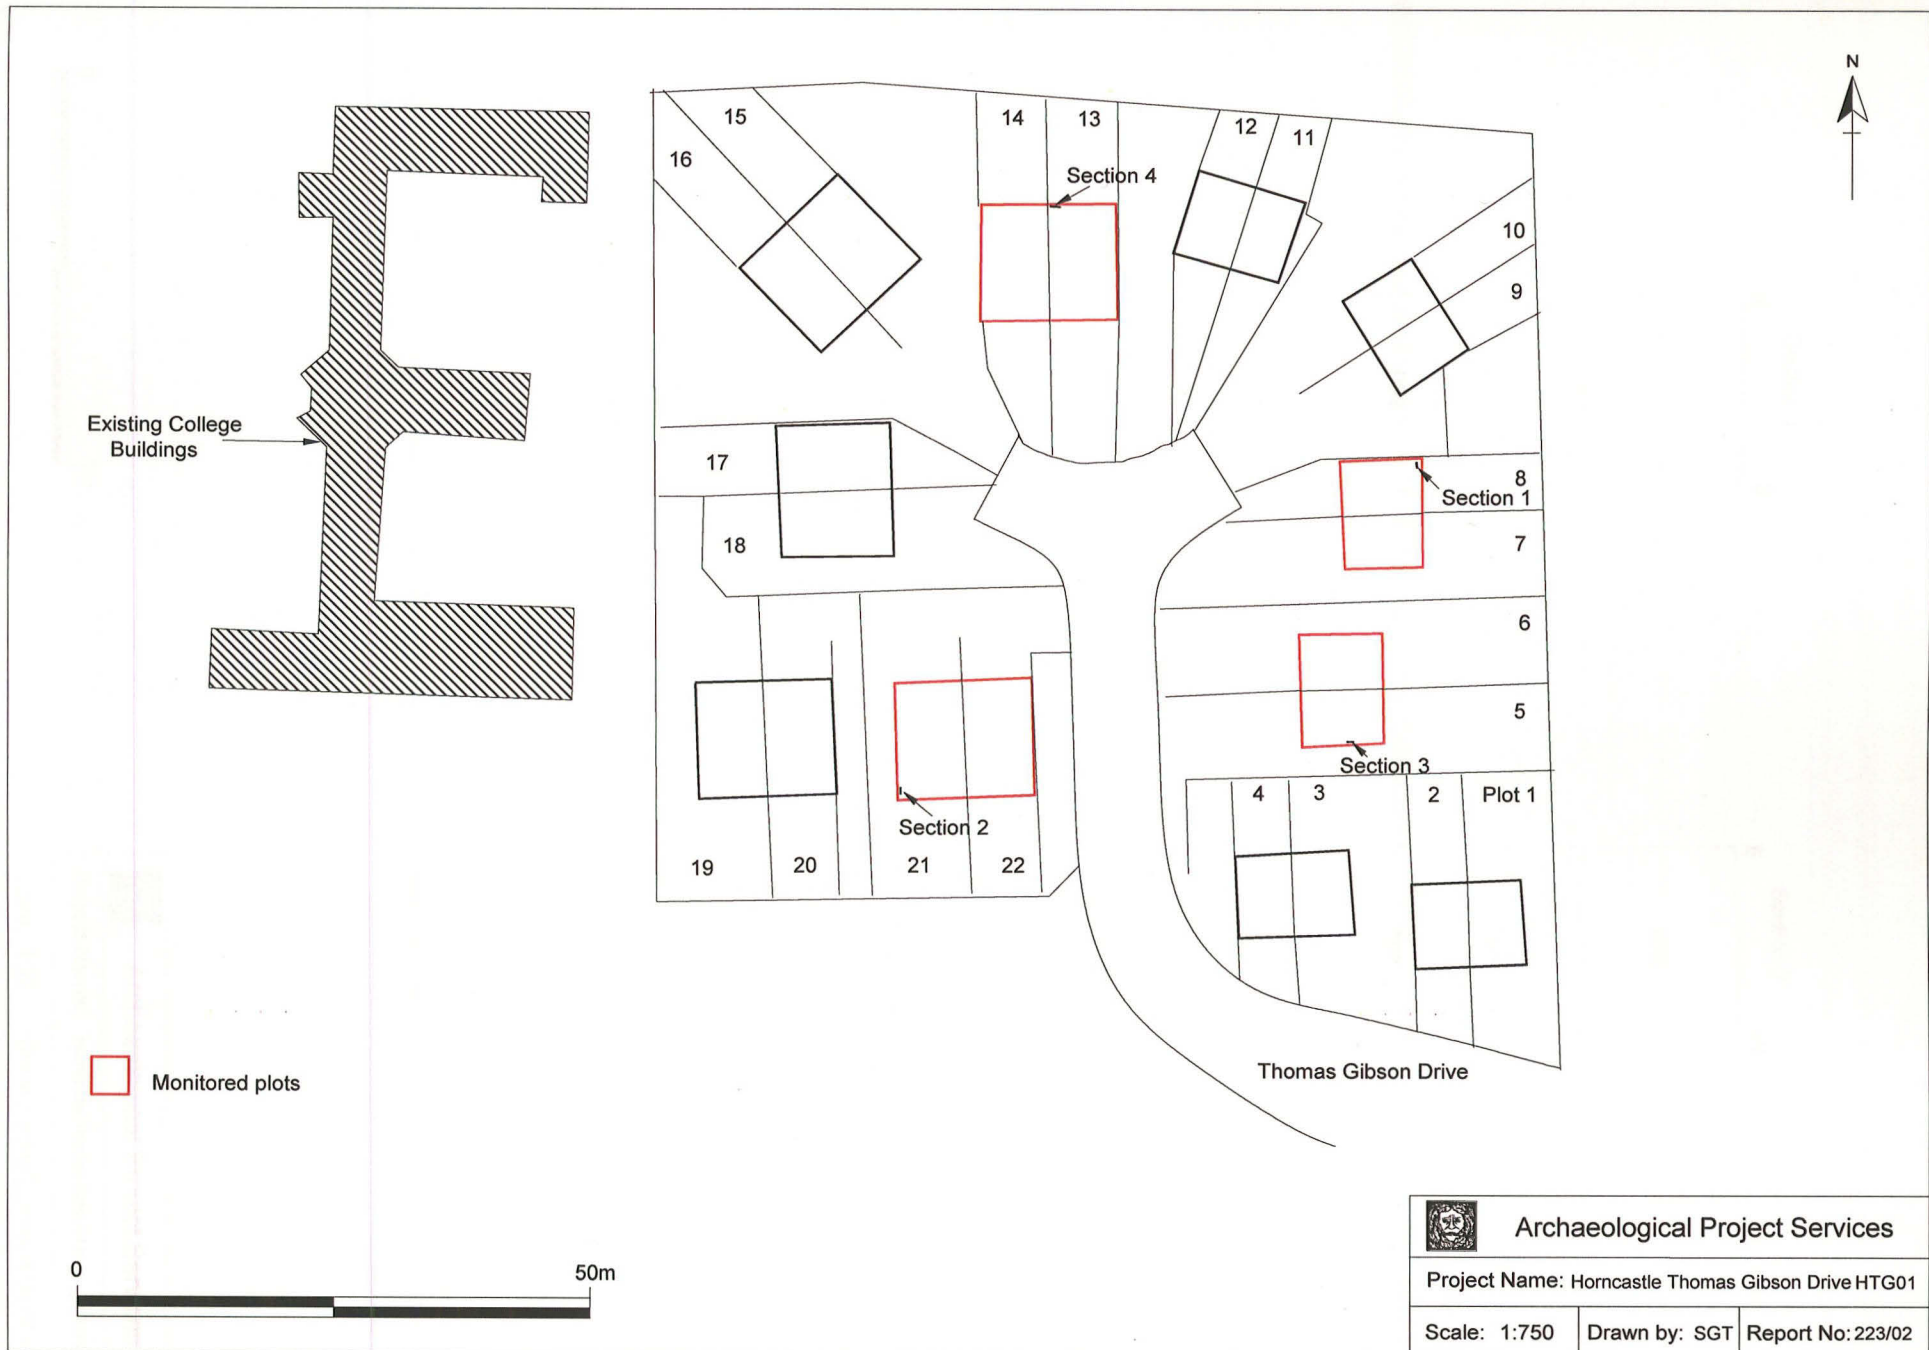 N
15
14
13
12
11
16
Section 4
10
9
Existing College
Buildings
17
8
Section 1
18
7
6
5
Section 3
4
3
2
Plot 1
Section 2
19
20
21
22
Thomas Gibson Drive
Monitored plots
0
50m
Archaeological Project Services
Project Name: Horncastle Thomas Gibson Drive HTG01
Scale: 1:750
Drawn by: SGT
Report No: 223/02